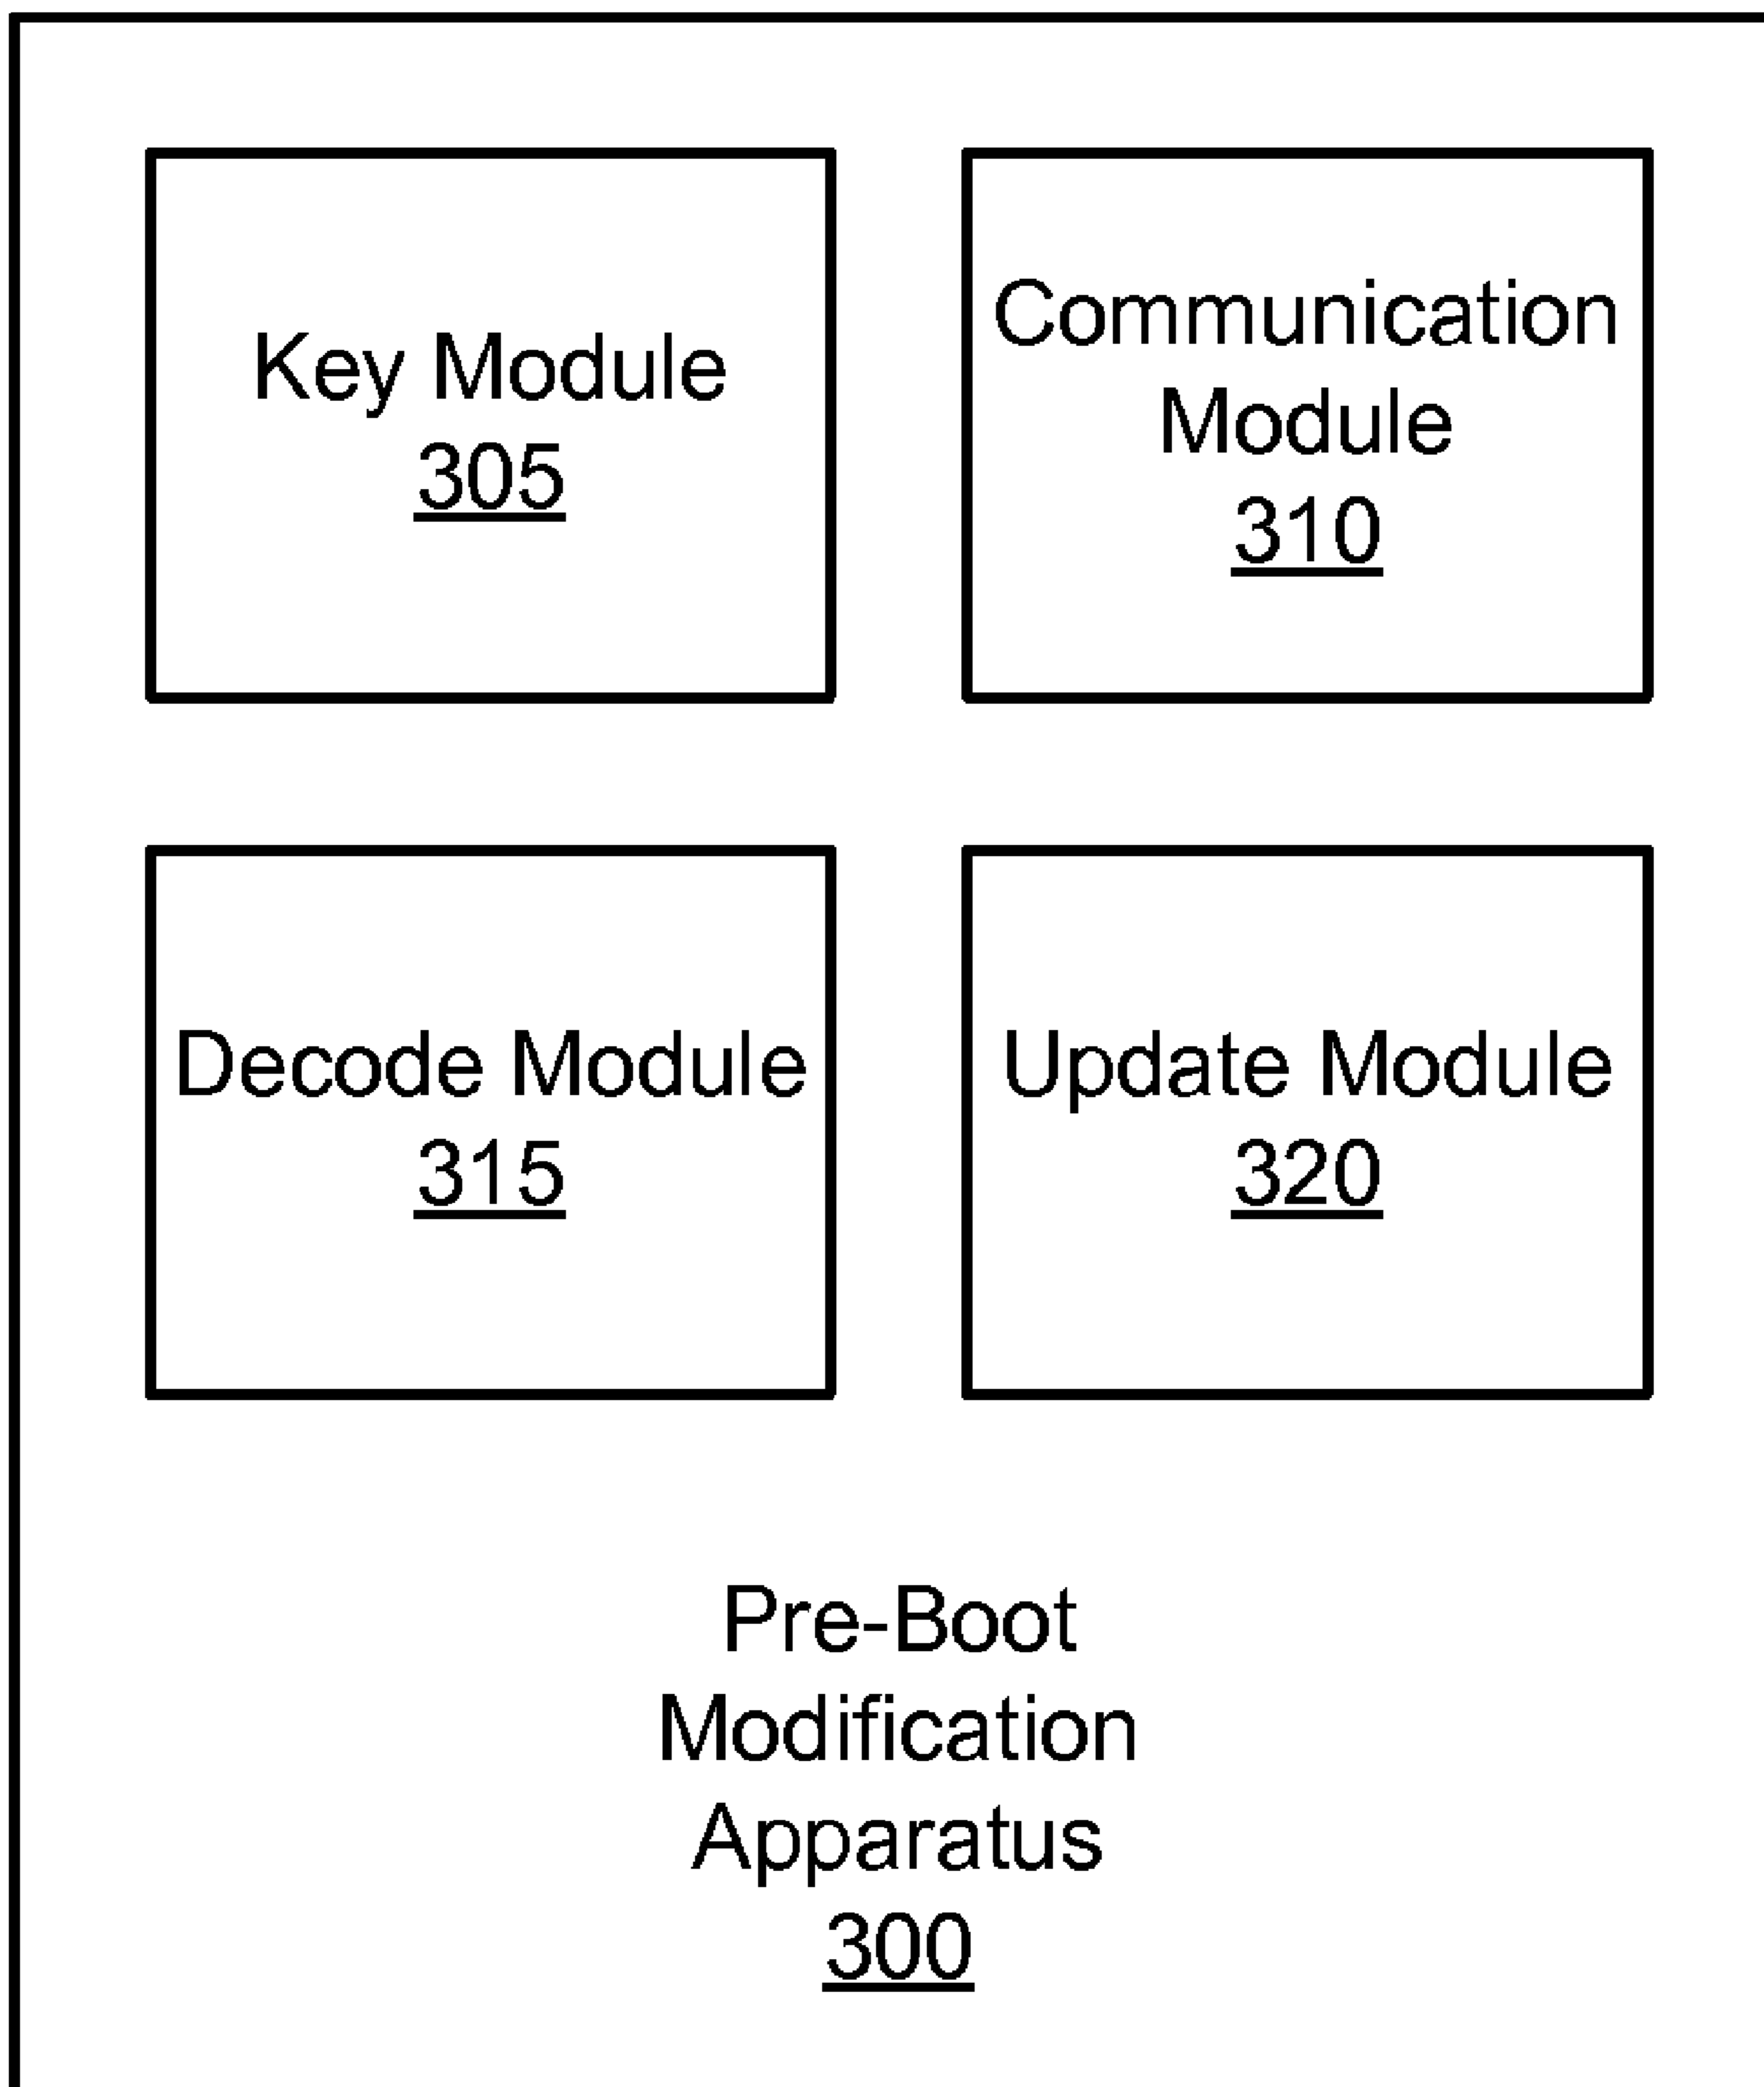 Key Module
305
Communication
Module
310
Decode Module
315
Update Module
320
Pre-Boot
Modification
Apparatus
300